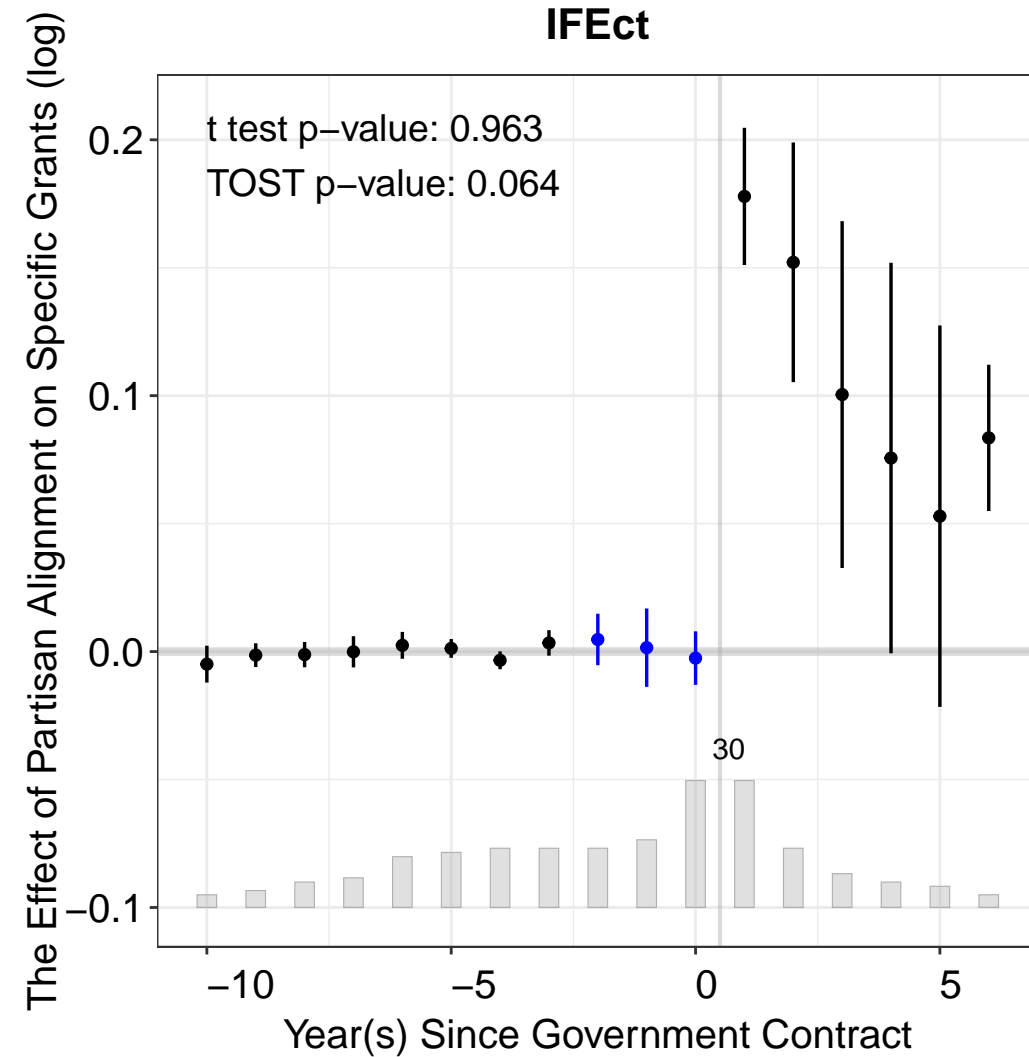 IFEct
The Effect of Partisan Alignment on Specific Grants (log)
t test p−value: 0.963
TOST p−value: 0.064
0.2
0.1
0.0
−0.1
30
−10
−5
0
5
Year(s) Since Government Contract